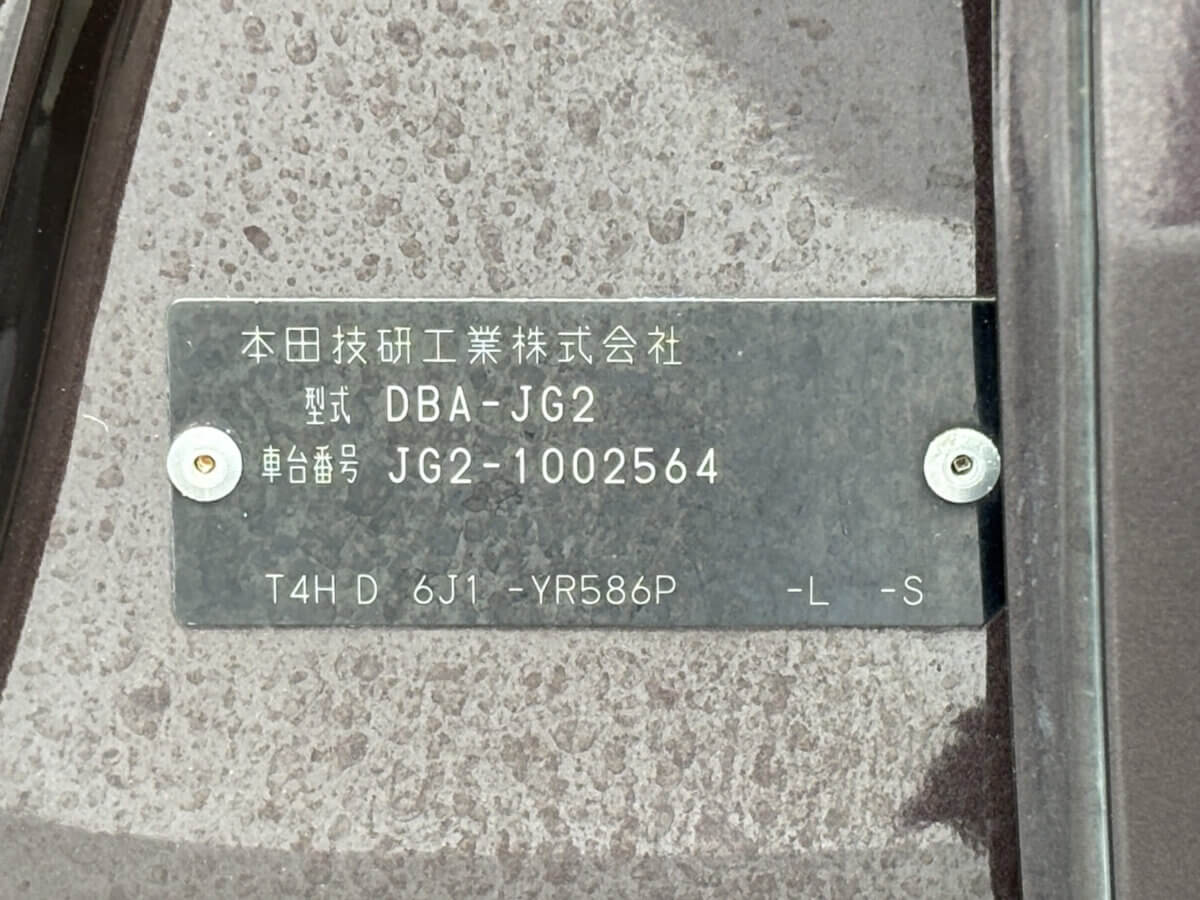 本田技研工業株式会社
型式 DBA-JG2
車台番号 JG2-1002564
T4H D 6J1 -YR586P -L -S